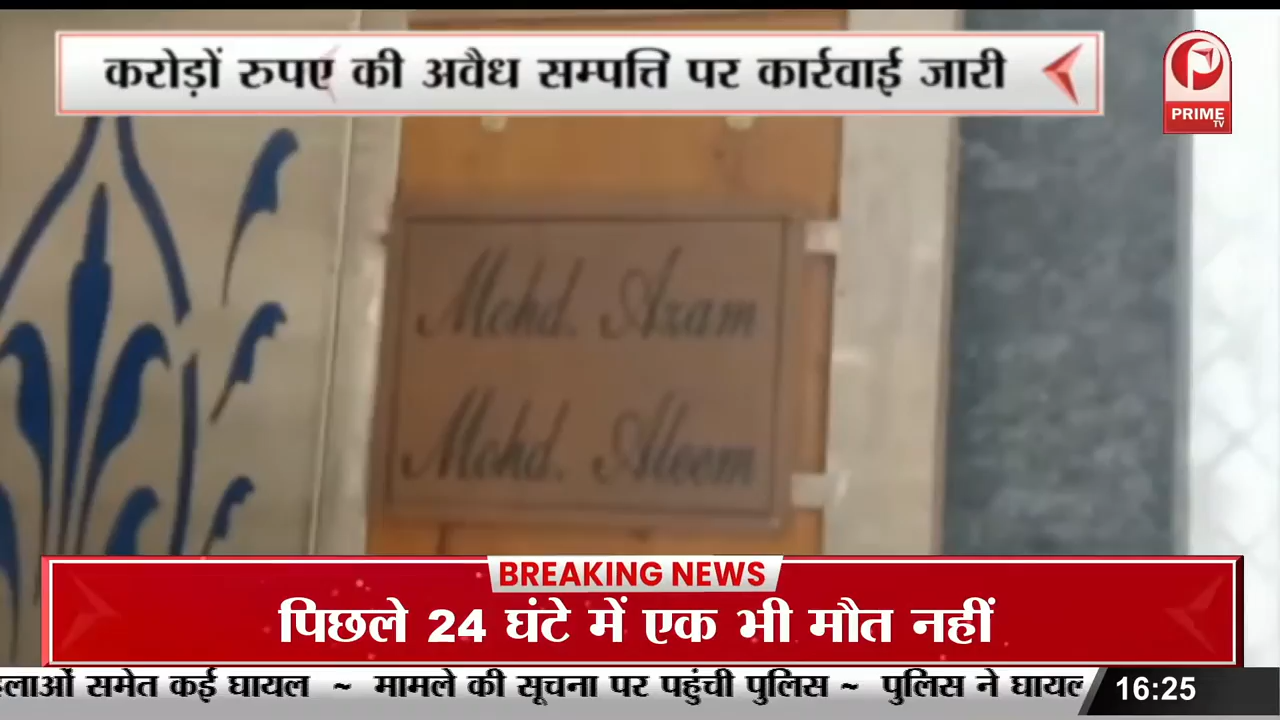 करोड़ों रुपए की अवैध सम्पत्ति पर कार्रवाई जारी
PRIME
TV
Mohd. Azam
Mohd. Aleem
BREAKING NEWS
पिछले 24 घंटे में एक भी मौत नहीं
समेत कई घायल ~ मामले की सूचना पर पहुंची पुलिस ~ पुलिस ने घायल
16:25